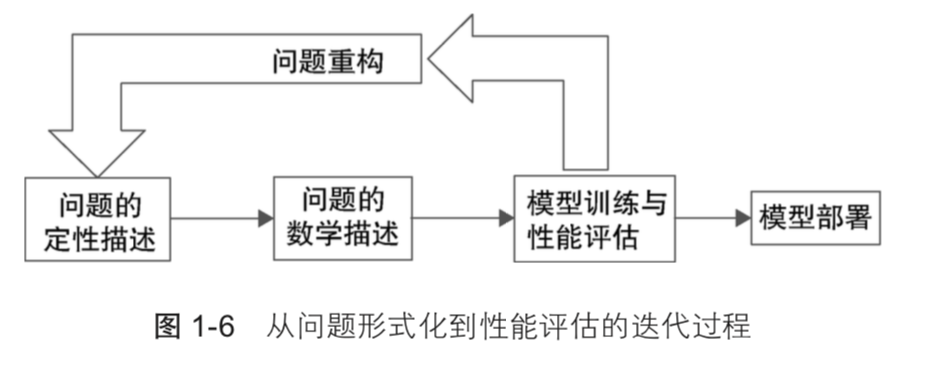 问题重构
问题的
定性描述
问题的
数学描述
模型训练与
性能评估
模型部署
图 1-6 从问题形式化到性能评估的迭代过程